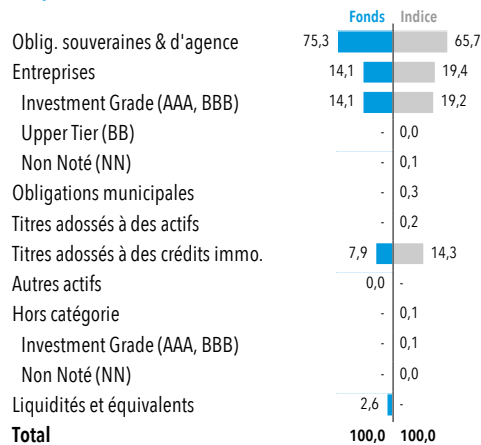 Fonds Indice
Oblig. souveraines & d'agence 75,3 65,7
Entreprises 14,1 19,4
Investment Grade (AAA, BBB) 14,1 19,2
Upper Tier (BB) - 0,0
Non Noté (NN) - 0,1
Obligations municipales - 0,3
Titres adossés à des actifs - 0,2
Titres adossés à des crédits immo. 7,9 14,3
Autres actifs 0,0 -
Hors catégorie - 0,1
Investment Grade (AAA, BBB) - 0,1
Non Noté (NN) - 0,0
Liquidités et équivalents 2,6 -
Total 100,0 100,0